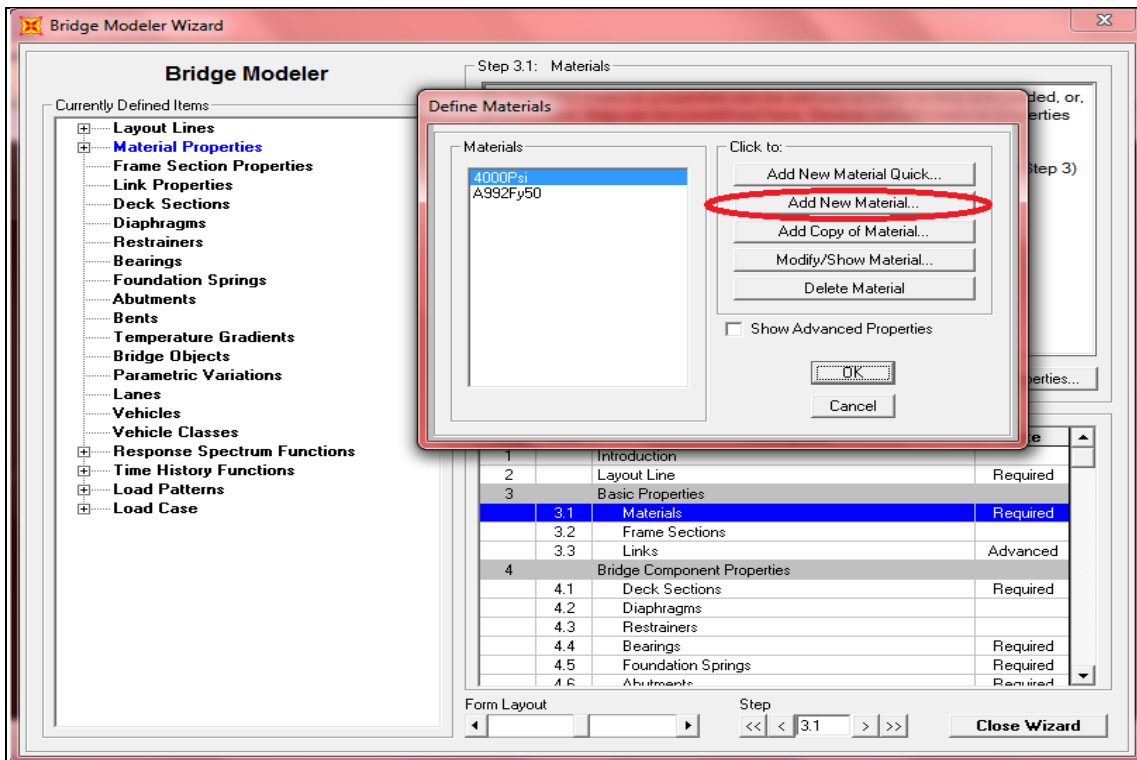 Bridge Modeler Wizard
Bridge Modeler
Currently Defined Items
Layout Lines
Material Properties
Frame Section Properties
Link Properties
Deck Sections
Diaphragms
Restrainers
Bearings
Foundation Springs
Abutments
Bents
Temperature Gradients
Bridge Objects
Parametric Variations
Lanes
Vehicles
Vehicle Classes
Response Spectrum Functions
Time History Functions
Load Patterns
Load Case
Step 3.1: Materials
ded, or,
erties
Step 3)
Define Materials
Materials
4000Psi
A992Fy50
Click to:
Add New Material Quick...
Add New Material...
Add Copy of Material...
Modify/Show Material...
Delete Material
Show Advanced Properties
OK
Cancel
perties...
1 Introduction
2 Layout Line Required
3 Basic Properties
3.1 Materials Required
3.2 Frame Sections
3.3 Links Advanced
4 Bridge Component Properties
4.1 Deck Sections Required
4.2 Diaphragms
4.3 Restrainers
4.4 Bearings Required
4.5 Foundation Springs Required
4.6 Abutments Required
Form Layout
Step
<< < 3.1 > >>
Close Wizard